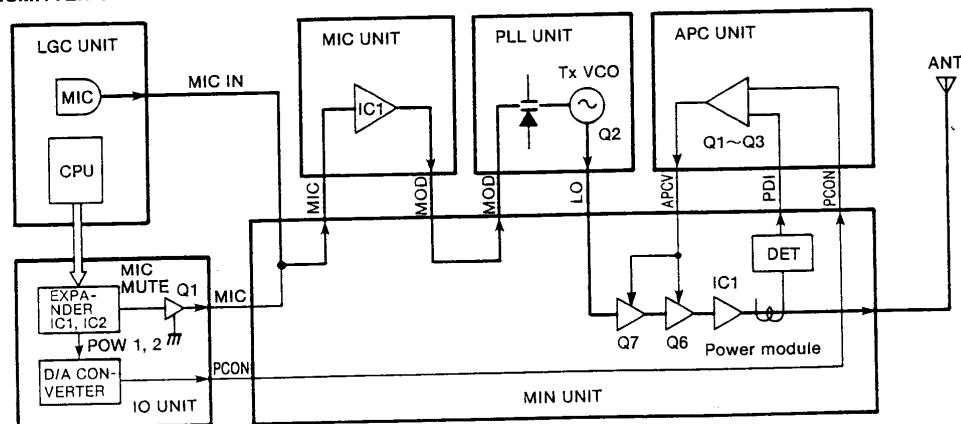 LGC UNIT
MIC
MIC IN
CPU
MIC UNIT
IC1
MIC
MOD
PLL UNIT
Tx VCO
Q2
MOD
LO
APC UNIT
Q1~Q3
APCV
PDI
PCON
ANT
MIC
MUTE
Q1
MIC
EXPA-
NDER
IC1, IC2
POW 1, 2
D/A CON-
VERTER
IO UNIT
PCON
DET
IC1
Q7
Q6
Power module
MIN UNIT